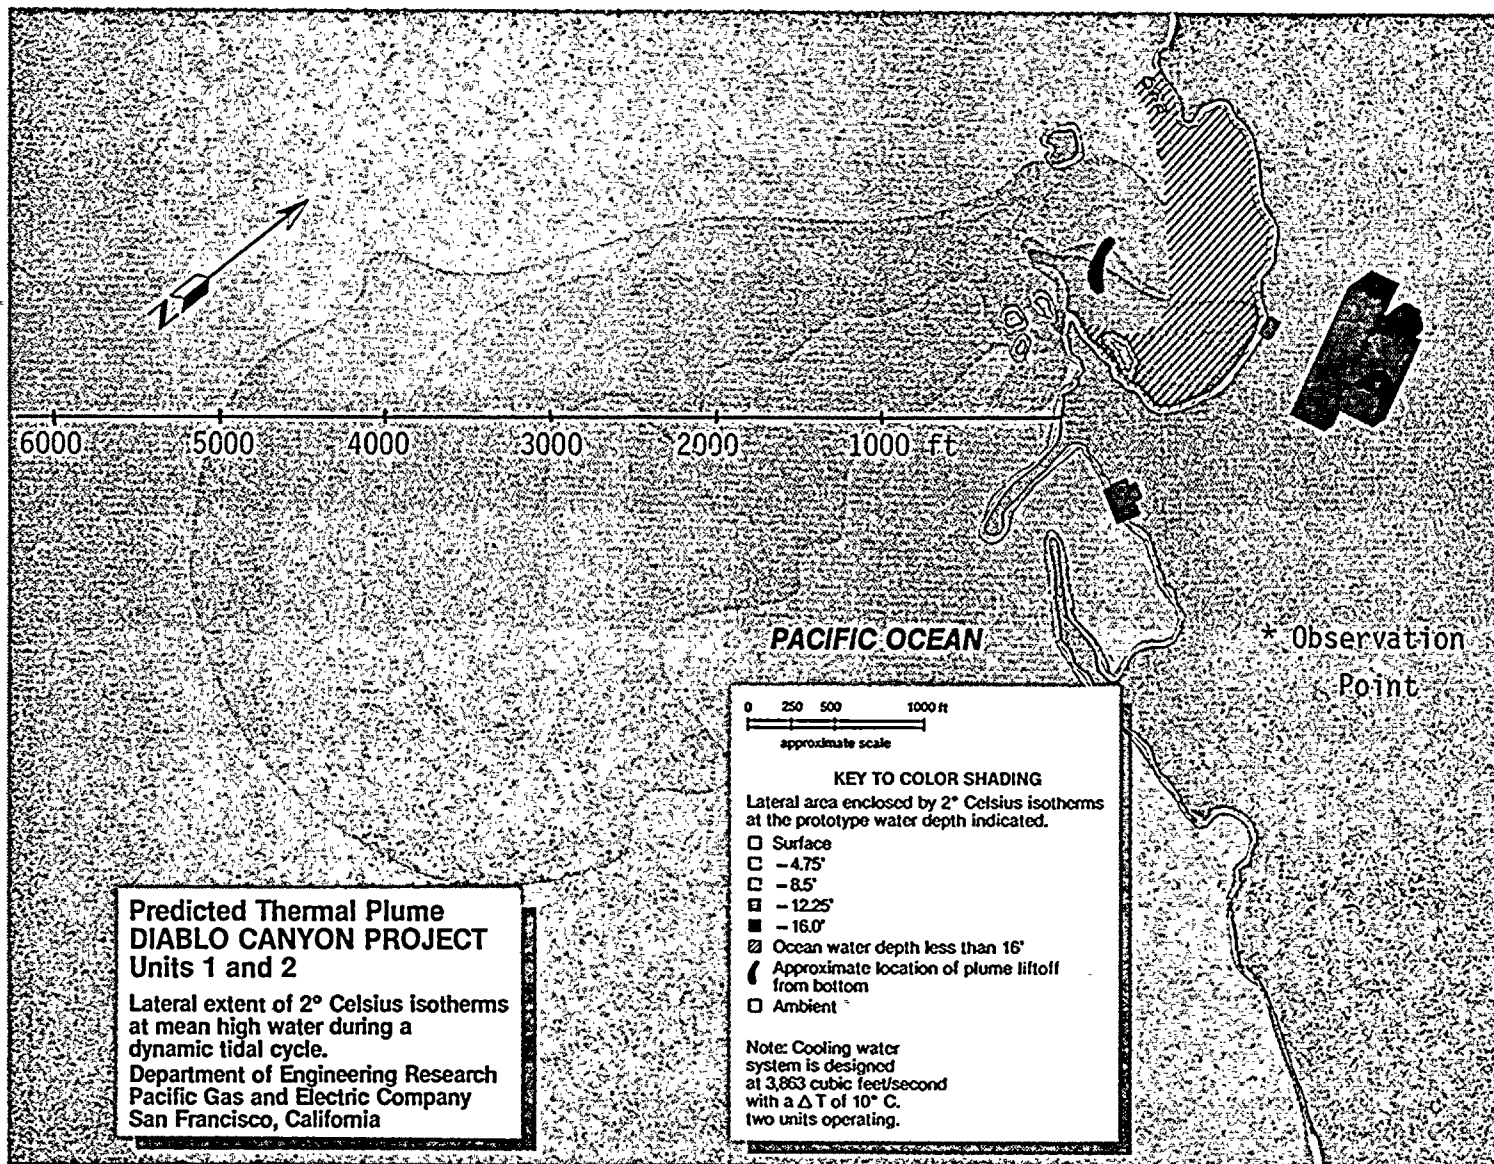 N
6000 5000 4000 3000 2000 1000 ft
PACIFIC OCEAN
* Observation
Point
0 250 500 1000 ft
approximate scale
KEY TO COLOR SHADING
Lateral area enclosed by 2° Celsius isotherms
at the prototype water depth indicated.
Surface
– 4.75'
– 8.5'
– 12.25'
– 16.0'
Ocean water depth less than 16'
Approximate location of plume liftoff
from bottom
Ambient
Note: Cooling water
system is designed
at 3,863 cubic feet/second
with a Δ T of 10° C.
two units operating.
Predicted Thermal Plume
DIABLO CANYON PROJECT
Units 1 and 2
Lateral extent of 2° Celsius isotherms
at mean high water during a
dynamic tidal cycle.
Department of Engineering Research
Pacific Gas and Electric Company
San Francisco, California